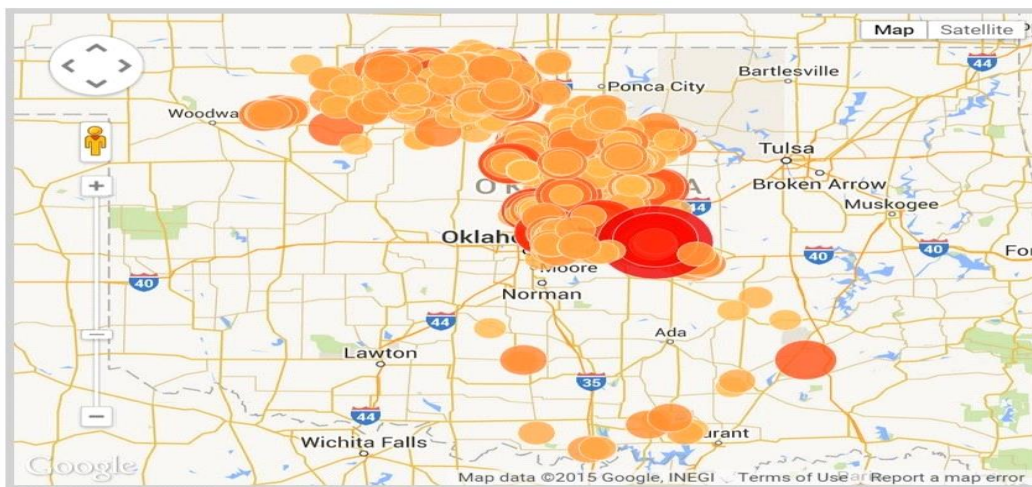 Map Satellite
44
Ponca City
Bartlesville
Woodwa
Tulsa
Broken Arrow
OK A
44
Muskogee
Oklaho
40
40
Fo
Moore
40
Norman
44
Ada
Lawton
35
44
Wichita Falls
urant
Google
Map data ©2015 Google, INEGI Terms of Use Report a map error